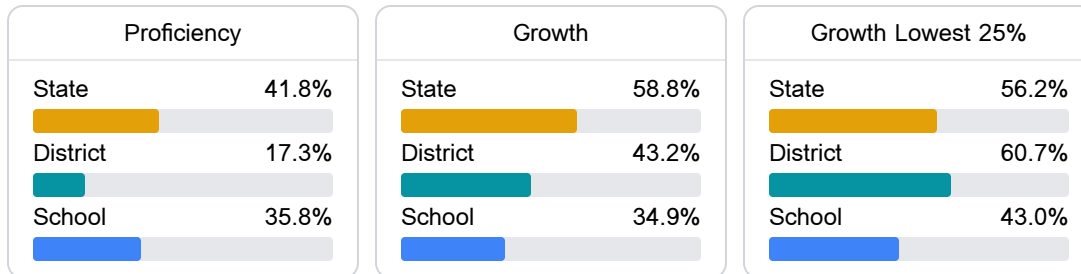 Proficiency
State 41.8%
District 17.3%
School 35.8%
Growth
State 58.8%
District 43.2%
School 34.9%
Growth Lowest 25%
State 56.2%
District 60.7%
School 43.0%